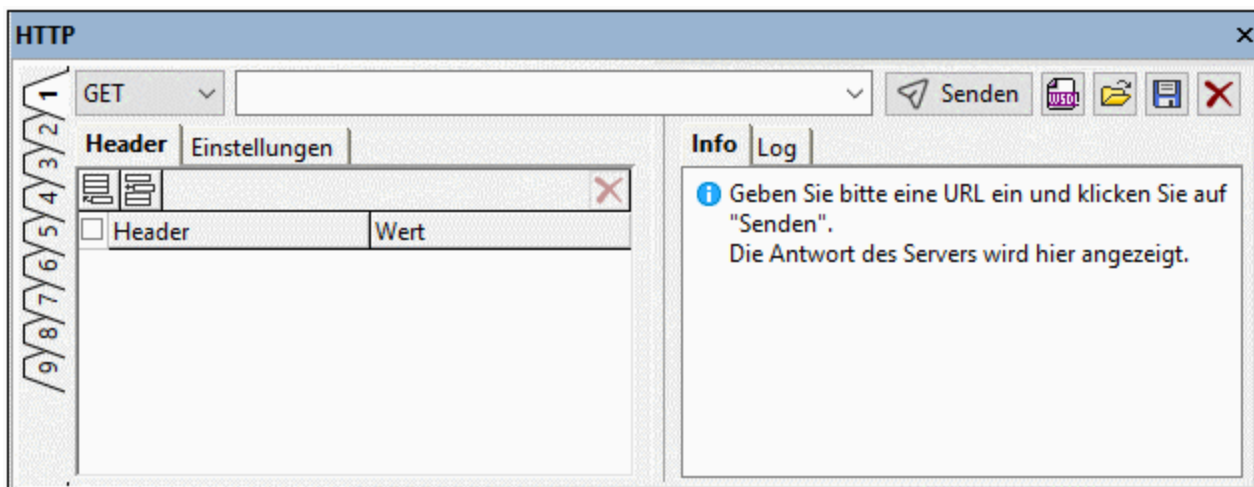 HTTP
1
2
3
4
5
6
7
8
9
GET
Senden
WSDL
Header
Einstellungen
Info
Log
Header
Wert
Geben Sie bitte eine URL ein und klicken Sie auf
"Senden".
Die Antwort des Servers wird hier angezeigt.